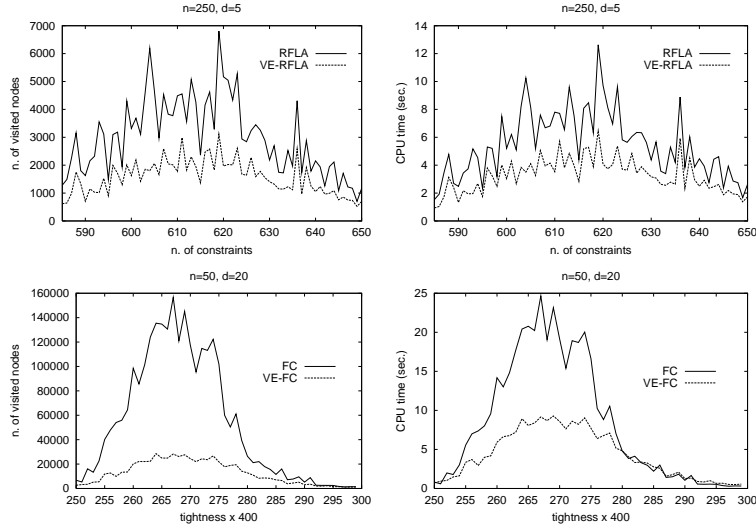 n=250, d=5
n. of visited nodes
7000
6000
5000
4000
3000
2000
1000
0
RFLA
VE-RFLA
590 600 610 620 630 640 650
n. of constraints
n=250, d=5
CPU time (sec.)
14
12
10
8
6
4
2
0
RFLA
VE-RFLA
590 600 610 620 630 640 650
n. of constraints
n=50, d=20
n. of visited nodes
160000
140000
120000
100000
80000
60000
40000
20000
0
FC
VE-FC
250 255 260 265 270 275 280 285 290 295 300
tightness x 400
n=50, d=20
CPU time (sec.)
25
20
15
10
5
0
FC
VE-FC
250 255 260 265 270 275 280 285 290 295 300
tightness x 400